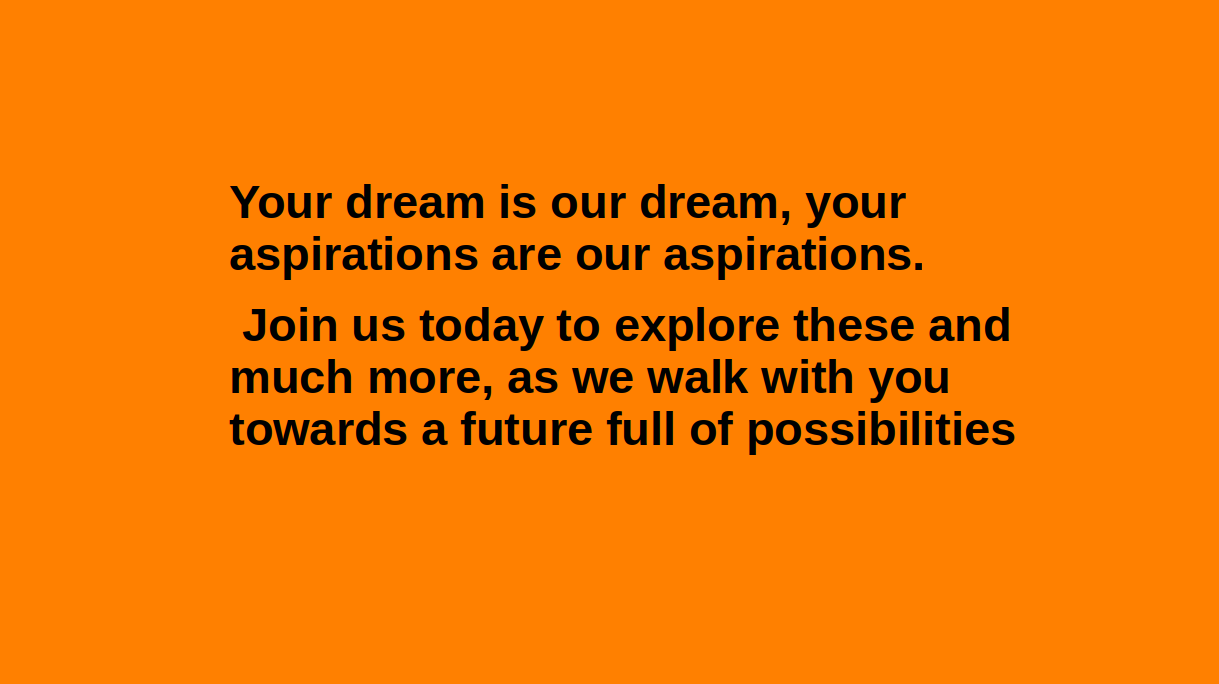 Your dream is our dream, your
aspirations are our aspirations.
Join us today to explore these and
much more, as we walk with you
towards a future full of possibilities